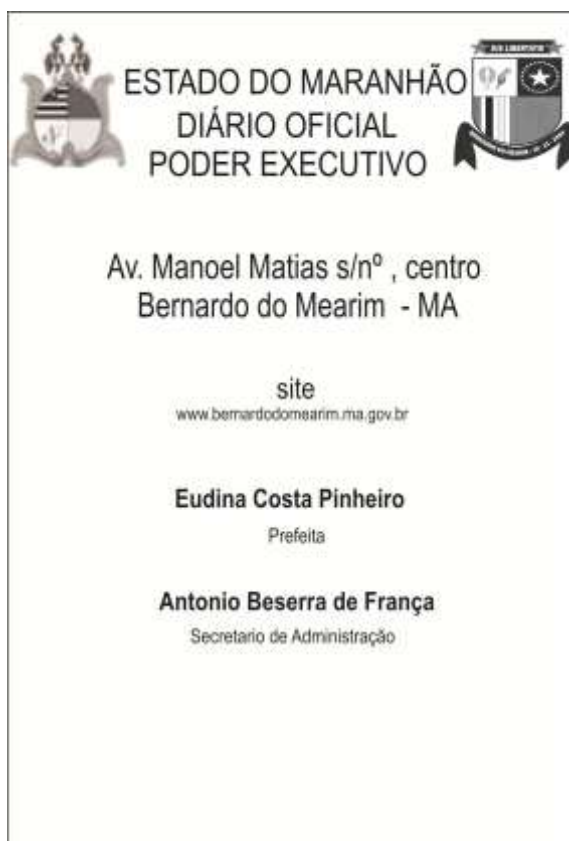 ESTADO DO MARANHÃO
DIÁRIO OFICIAL
PODER EXECUTIVO
Av. Manoel Matias s/nº , centro
Bernardo do Mearim - MA
site
www.bernardodomearim.ma.gov.br
Eudina Costa Pinheiro
Prefeita
Antonio Beserra de França
Secretario de Administração